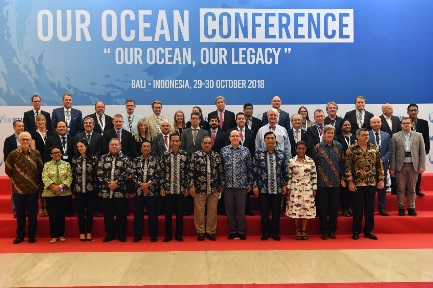 OUR OCEAN CONFERENCE
“ OUR OCEAN, OUR LEGACY ”
BALI - INDONESIA, 29-30 OCTOBER 2018